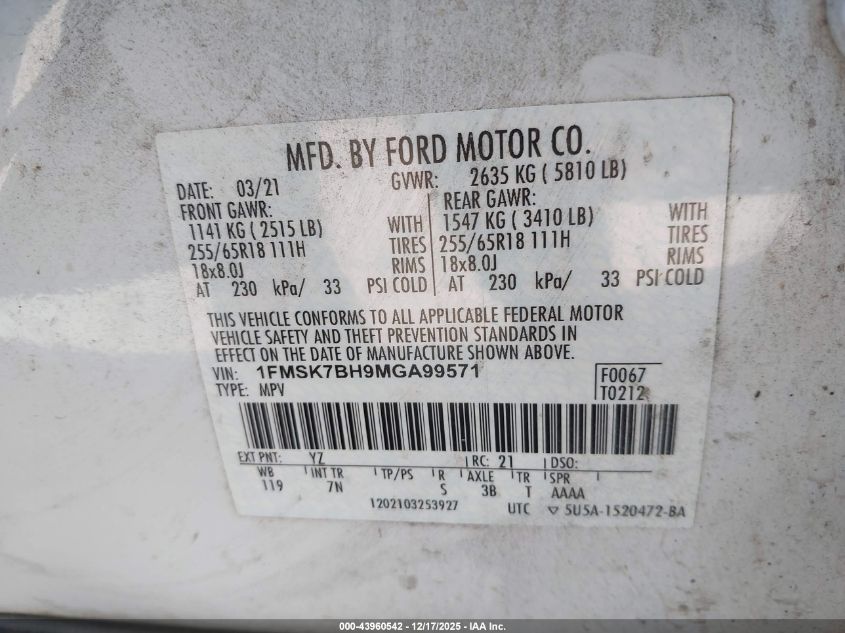 MFD. BY FORD MOTOR CO.
DATE: 03/21 GVWR: 2635 KG ( 5810 LB)
FRONT GAWR: REAR GAWR:
1141 KG ( 2515 LB) WITH 1547 KG ( 3410 LB) WITH
255/65R18 111H TIRES 255/65R18 111H TIRES
18x8.0J RIMS 18x8.0J RIMS
AT 230 kPa/ 33 PSI COLD AT 230 kPa/ 33 PSI COLD
THIS VEHICLE CONFORMS TO ALL APPLICABLE FEDERAL MOTOR
VEHICLE SAFETY AND THEFT PREVENTION STANDARDS IN
EFFECT ON THE DATE OF MANUFACTURE SHOWN ABOVE.
VIN: 1FMSK7BH9MGA99571 F0067
TYPE: MPV T0212
EXT PNT: YZ RC: 21 DSO:
WB INT TR TP/PS R AXLE TR SPR
119 7N S 3B T AAAA
1202103253927 UTC ▽ 5U5A-1520472-BA
000-43960542 - 12/17/2025 - IAA Inc.